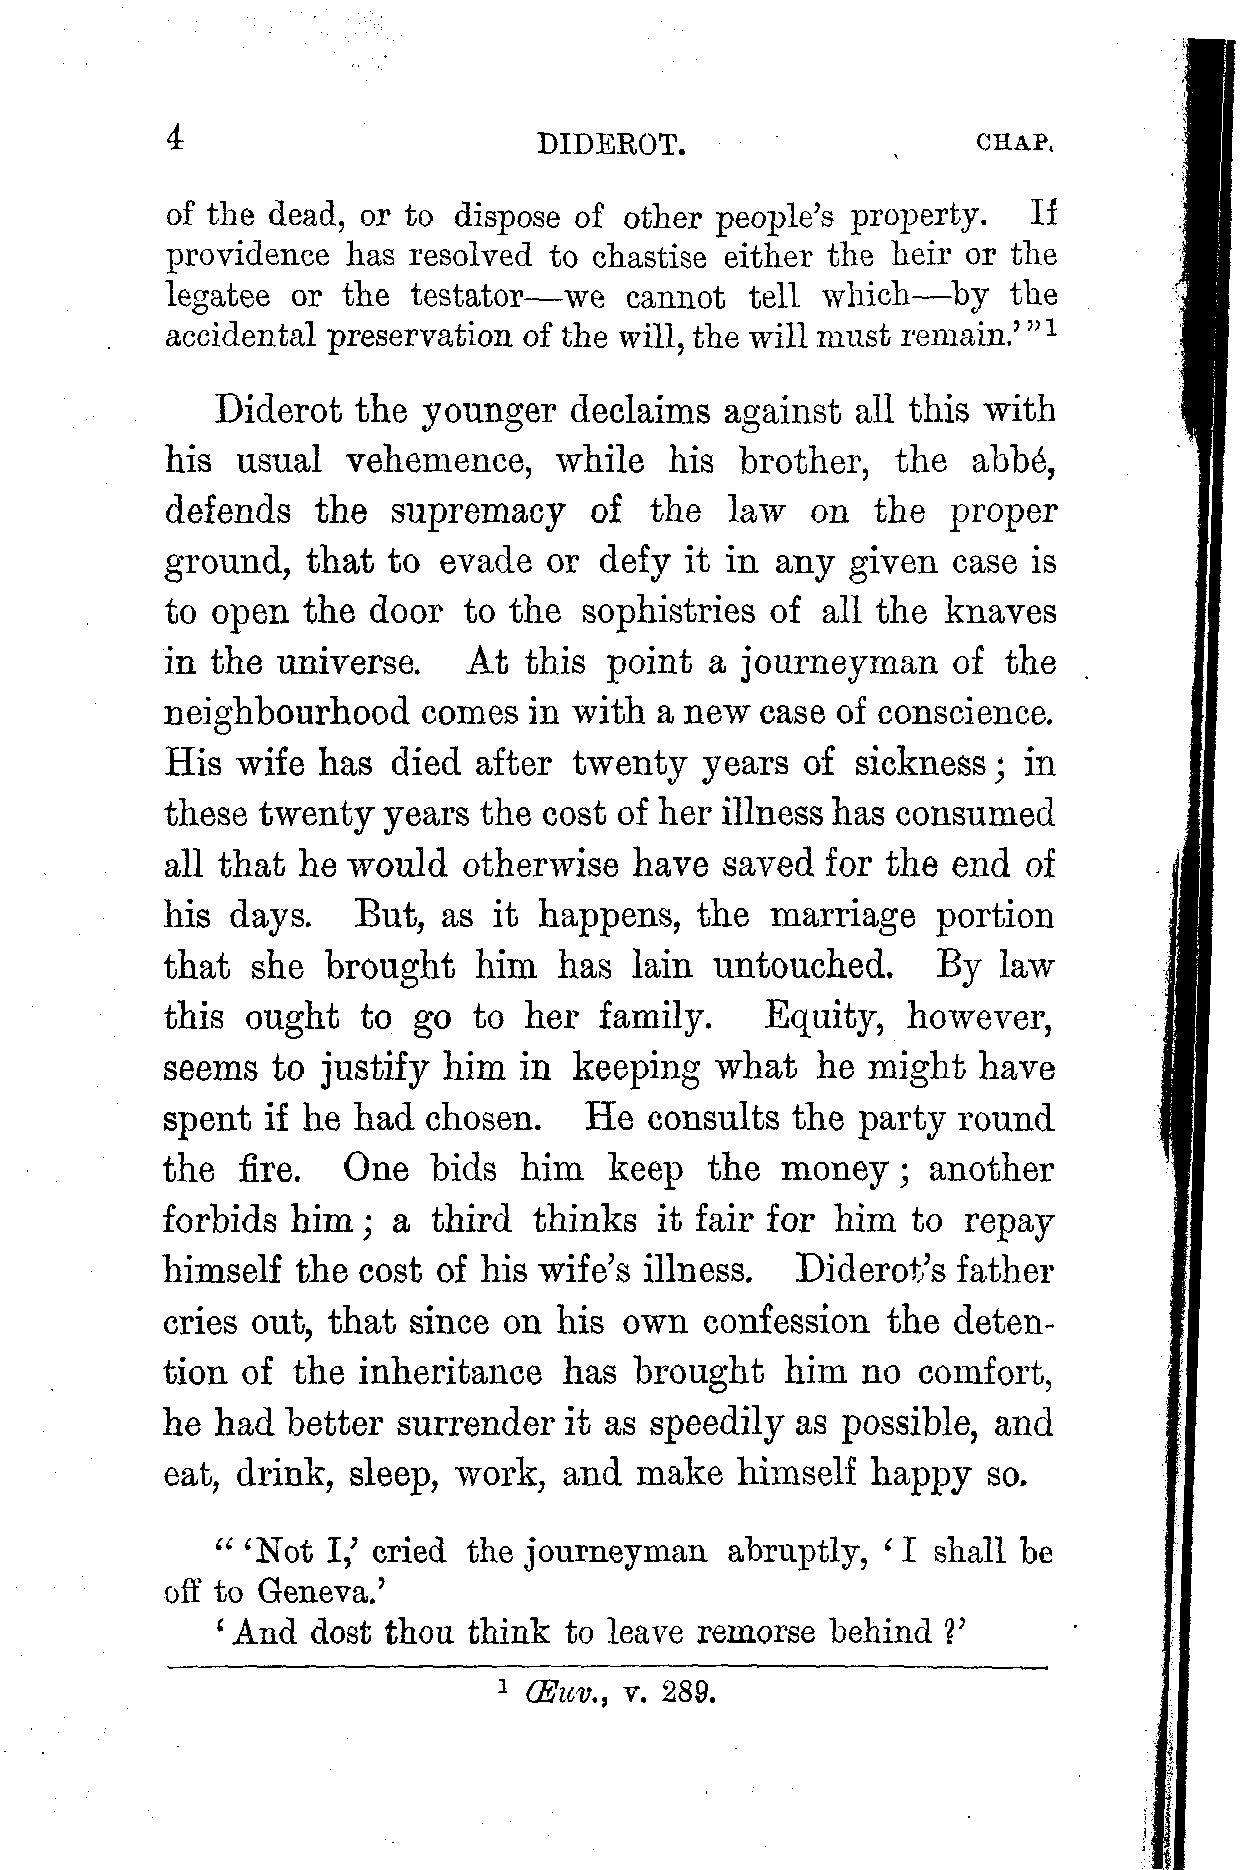 4 DIDEROT. CHAP.
of the dead, or to dispose of other people's property. If
providence has resolved to chastise either the heir or the
legatee or the testator—we cannot tell which—by the
accidental preservation of the will, the will must remain.'"1
Diderot the younger declaims against all this with
his usual vehemence, while his brother, the abbé,
defends the supremacy of the law on the proper
ground, that to evade or defy it in any given case is
to open the door to the sophistries of all the knaves
in the universe. At this point a journeyman of the
neighbourhood comes in with a new case of conscience.
His wife has died after twenty years of sickness; in
these twenty years the cost of her illness has consumed
all that he would otherwise have saved for the end of
his days. But, as it happens, the marriage portion
that she brought him has lain untouched. By law
this ought to go to her family. Equity, however,
seems to justify him in keeping what he might have
spent if he had chosen. He consults the party round
the fire. One bids him keep the money; another
forbids him; a third thinks it fair for him to repay
himself the cost of his wife's illness. Diderot's father
cries out, that since on his own confession the deten-
tion of the inheritance has brought him no comfort,
he had better surrender it as speedily as possible, and
eat, drink, sleep, work, and make himself happy so.
"'Not I,' cried the journeyman abruptly, 'I shall be
off to Geneva.'
'And dost thou think to leave remorse behind?'
1 Œuv., v. 289.